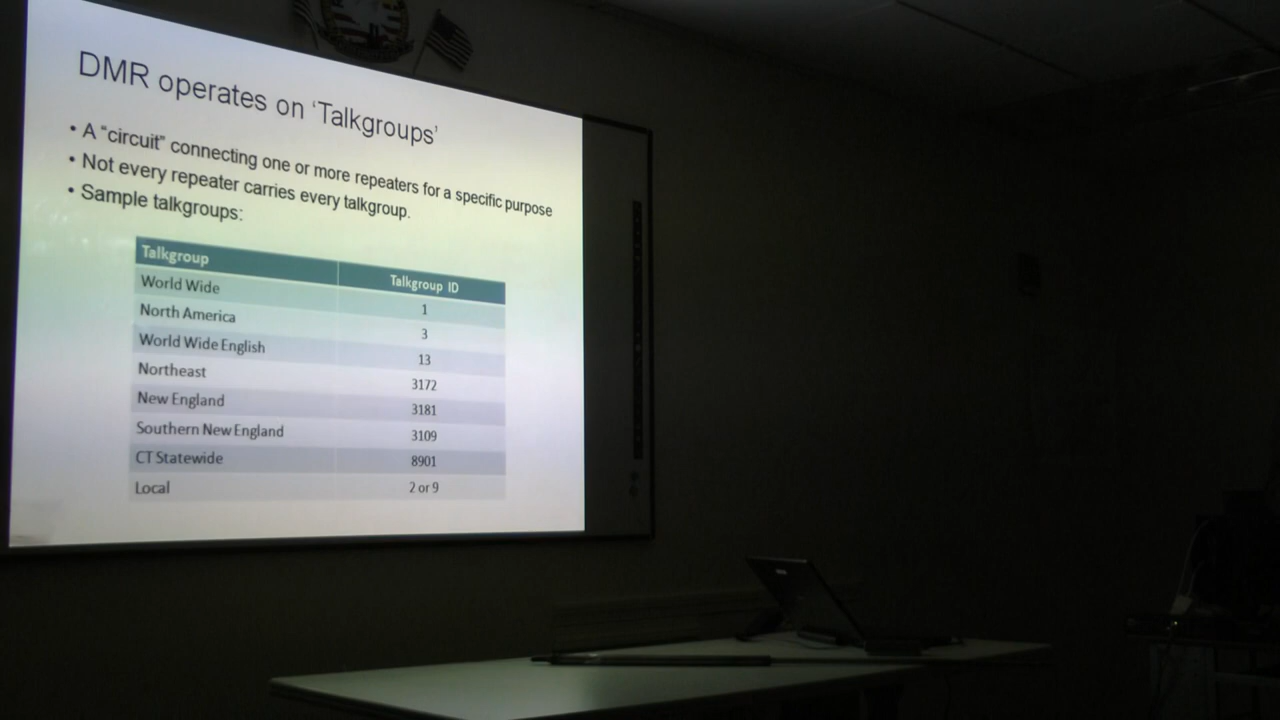 DMR operates on ‘Talkgroups’
• A “circuit” connecting one or more repeaters for a specific purpose
• Not every repeater carries every talkgroup.
• Sample talkgroups:
Talkgroup Talkgroup ID
World Wide 1
North America 3
World Wide English 13
Northeast 3172
New England 3181
Southern New England 3109
CT Statewide 8901
Local 2 or 9